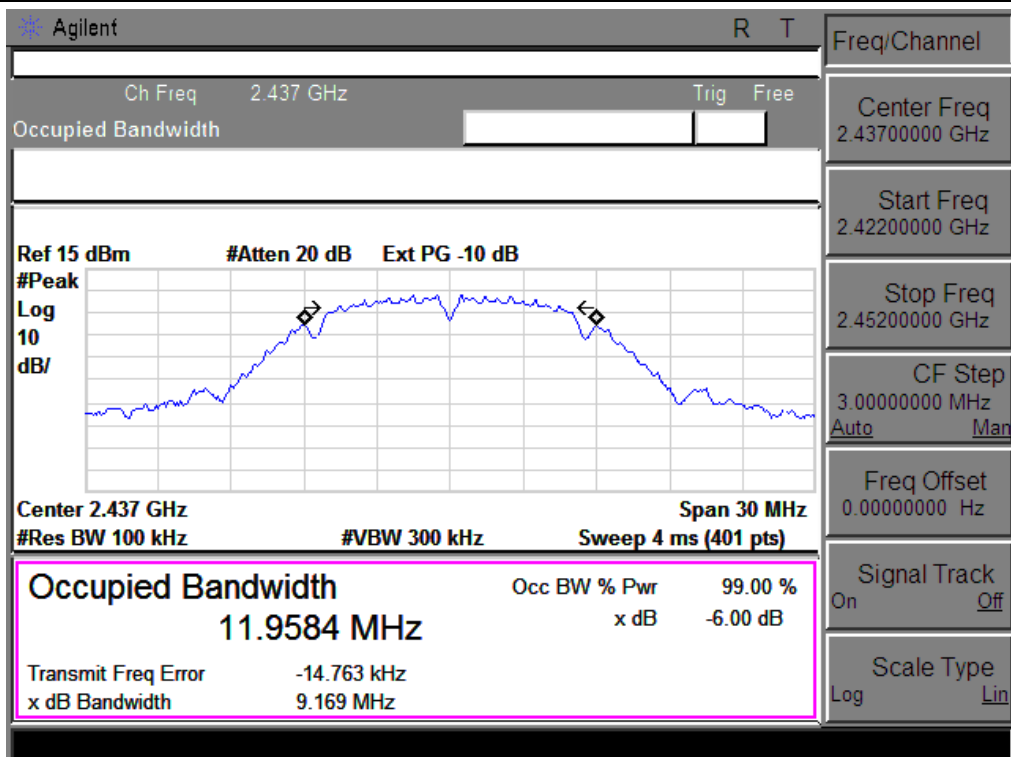 Agilent R T
Ch Freq 2.437 GHz Trig Free
Occupied Bandwidth
Ref 15 dBm #Atten 20 dB Ext PG -10 dB
#Peak
Log
10
dB/
Center 2.437 GHz Span 30 MHz
#Res BW 100 kHz #VBW 300 kHz Sweep 4 ms (401 pts)
Occupied Bandwidth Occ BW % Pwr 99.00 %
11.9584 MHz x dB -6.00 dB
Transmit Freq Error -14.763 kHz
x dB Bandwidth 9.169 MHz
Freq/Channel
Center Freq
2.43700000 GHz
Start Freq
2.42200000 GHz
Stop Freq
2.45200000 GHz
CF Step
3.00000000 MHz
Auto Man
Freq Offset
0.00000000 Hz
Signal Track
On Off
Scale Type
Log Lin